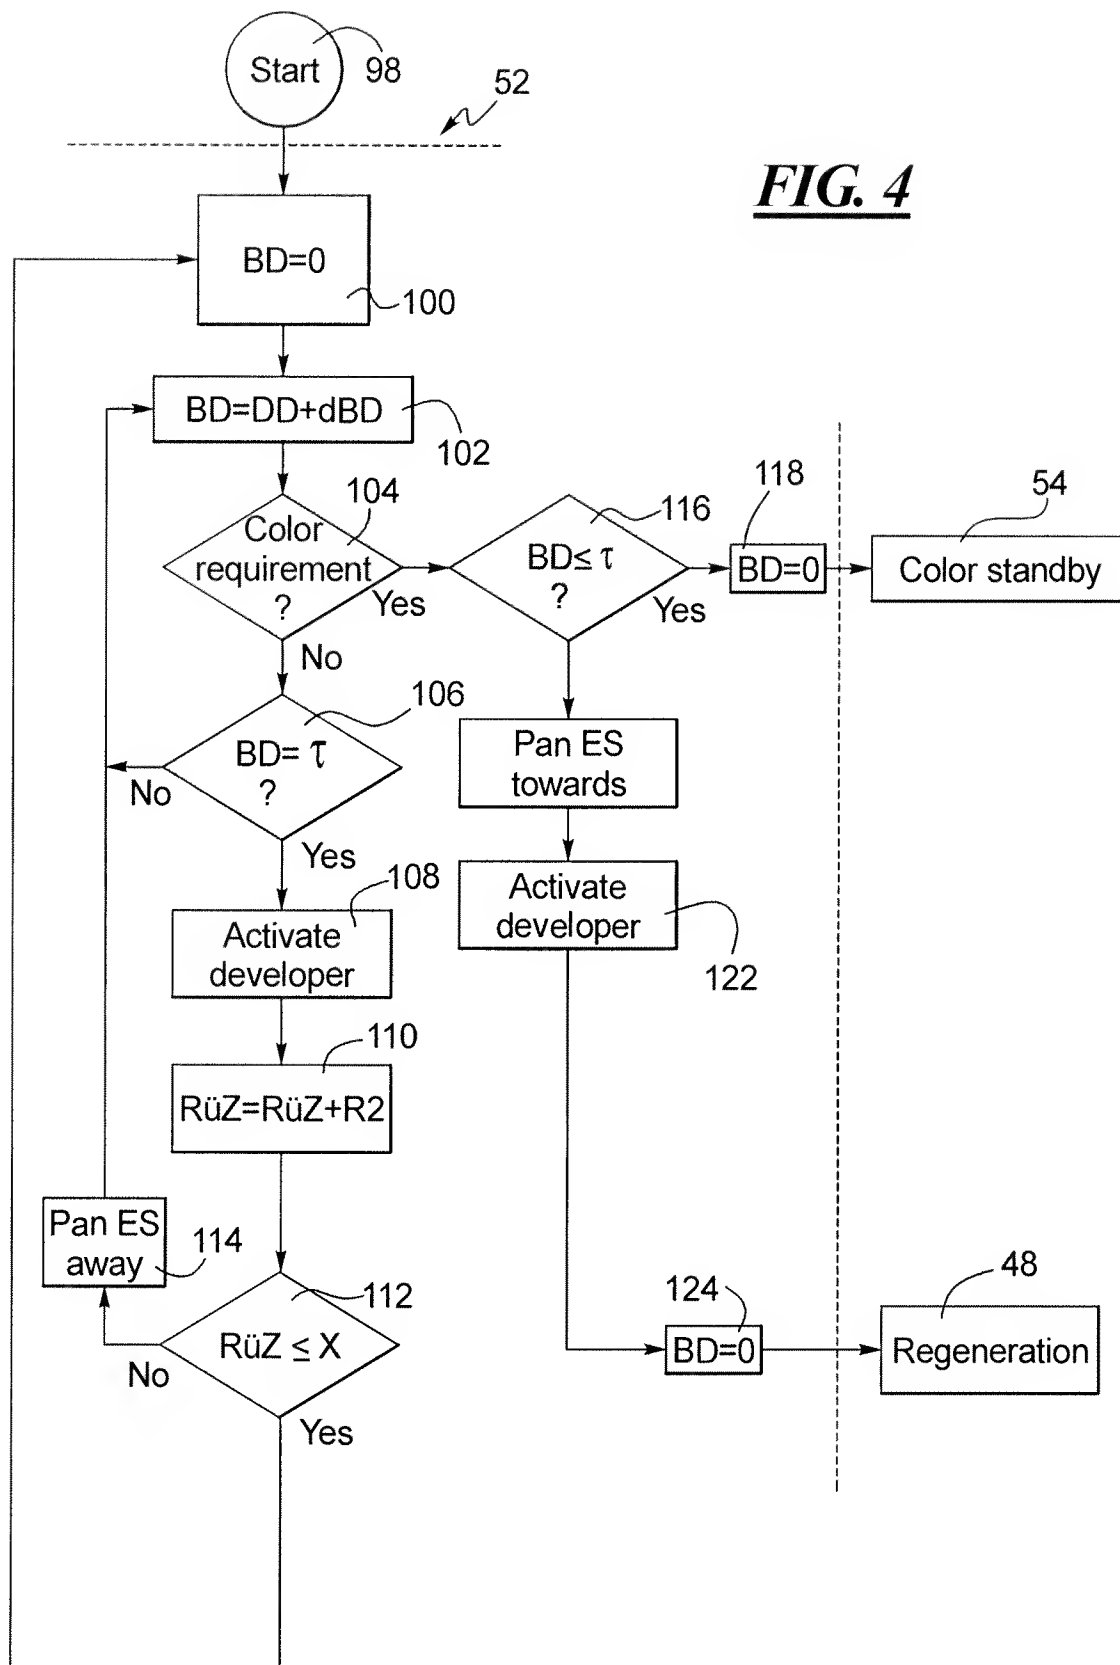 Start
98
52
FIG. 4
BD=0
100
BD=DD+dBD
102
Color
requirement
?
104
Yes
No
BD≤ τ
?
116
Yes
118
BD=0
54
Color standby
BD= τ
?
106
No
Yes
Pan ES
towards
Activate
developer
108
Activate
developer
122
110
RüZ=RüZ+R2
Pan ES
away
114
RüZ ≤ X
112
No
Yes
124
BD=0
48
Regeneration